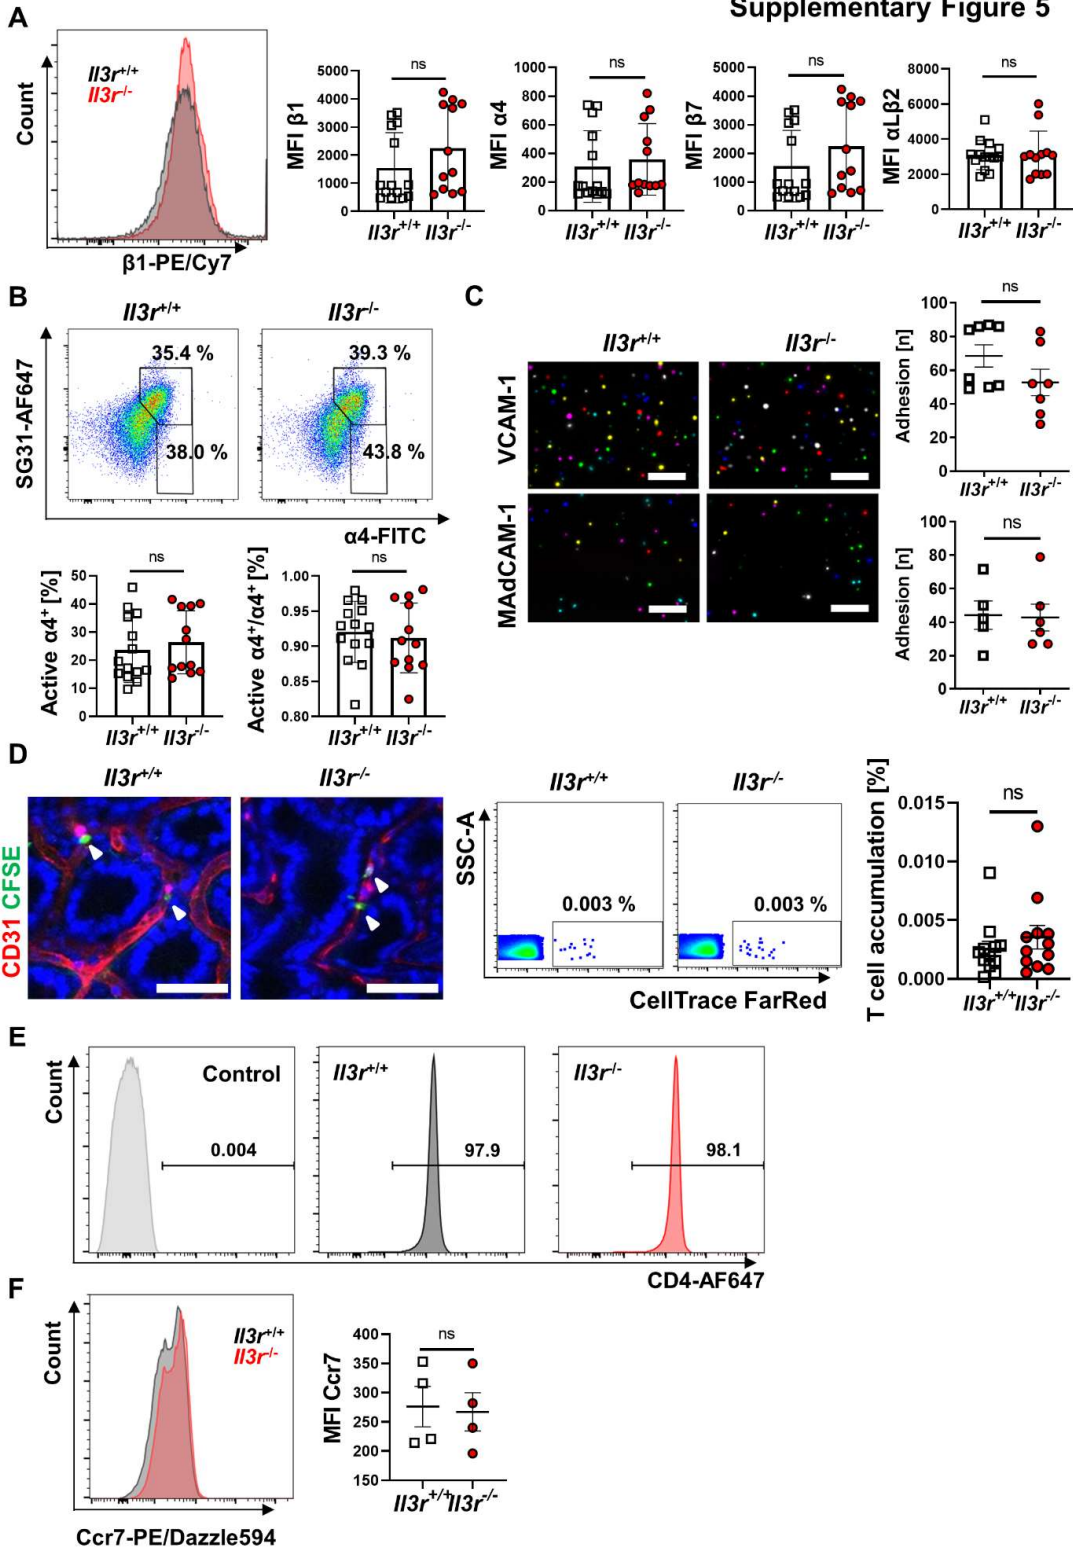 Supplementary Figure 5
A
Count
Il3r+/+
Il3r-/-
β1-PE/Cy7
MFI β1
5000
4000
3000
2000
1000
0
ns
Il3r+/+ Il3r-/-
MFI α4
1000
800
600
400
200
0
ns
Il3r+/+ Il3r-/-
MFI β7
5000
4000
3000
2000
1000
0
ns
Il3r+/+ Il3r-/-
MFI αLβ2
8000
6000
4000
2000
0
ns
Il3r+/+ Il3r-/-
B
Il3r+/+ Il3r-/-
SG31-AF647
35.4 %
38.0 %
39.3 %
43.8 %
α4-FITC
Active α4+ [%]
50
40
30
20
10
0
ns
Il3r+/+ Il3r-/-
Active α4+/α4+ [%]
1.00
0.95
0.90
0.85
0.80
ns
Il3r+/+ Il3r-/-
C
Il3r+/+ Il3r-/-
VCAM-1
MAdCAM-1
Adhesion [n]
100
80
60
40
20
0
ns
Il3r+/+ Il3r-/-
Adhesion [n]
100
80
60
40
20
0
ns
Il3r+/+ Il3r-/-
D
Il3r+/+ Il3r-/-
CD31 CFSE
Il3r+/+ Il3r-/-
SSC-A
0.003 %
0.003 %
CellTrace FarRed
T cell accumulation [%]
0.015
0.010
0.005
0.000
ns
Il3r+/+ Il3r-/-
E
Count
Control
0.004
Il3r+/+
97.9
Il3r-/-
98.1
CD4-AF647
F
Count
Il3r+/+
Il3r-/-
Ccr7-PE/Dazzle594
MFI Ccr7
400
350
300
250
200
150
ns
Il3r+/+ Il3r-/-